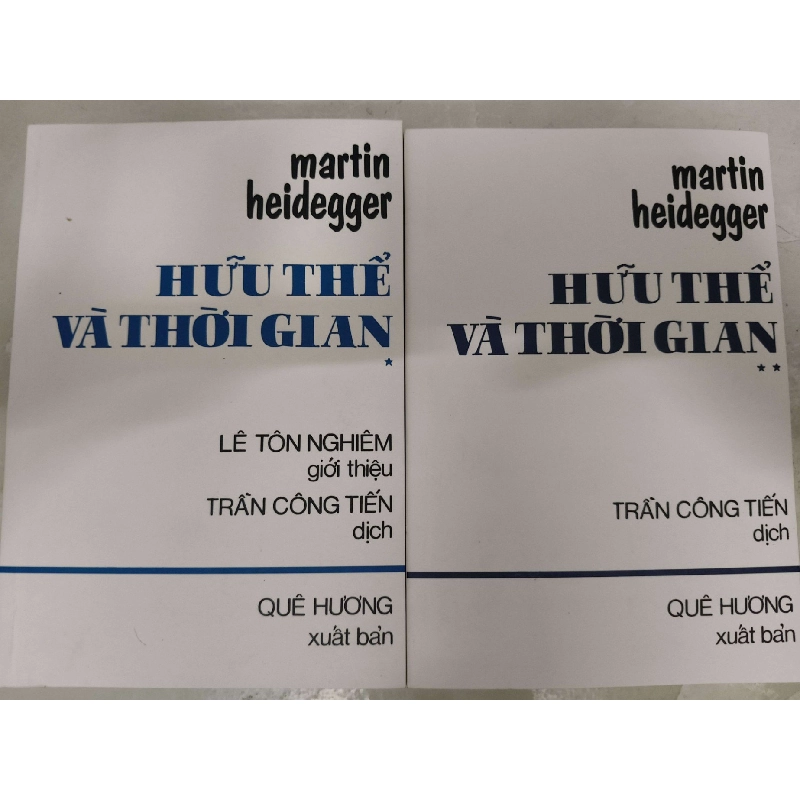 martin
heidegger
HỮU THỂ
VÀ THỜI GIAN
*
LÊ TÔN NGHIÊM
giới thiệu
TRẦN CÔNG TIẾN
dịch
QUÊ HƯƠNG
xuất bản
martin
heidegger
HỮU THỂ
VÀ THỜI GIAN
**
TRẦN CÔNG TIẾN
dịch
QUÊ HƯƠNG
xuất bản